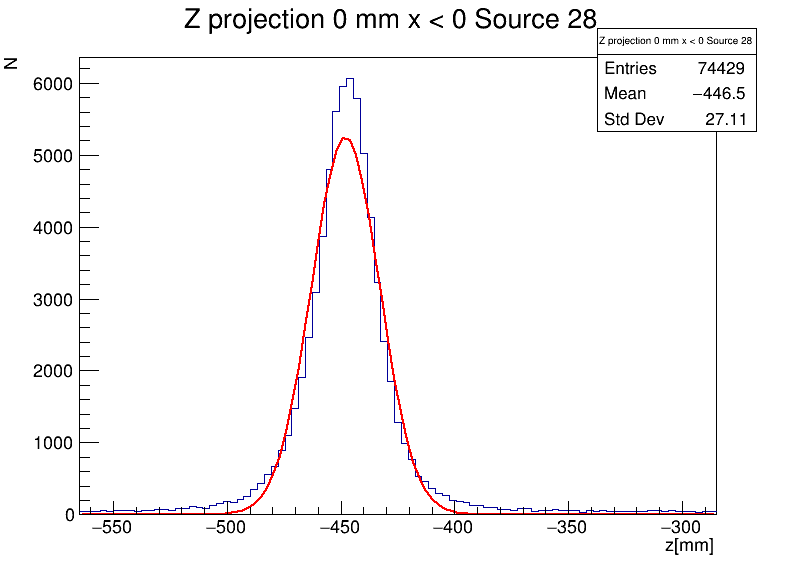 Z projection 0 mm x < 0 Source 28
Z projection 0 mm x < 0 Source 28
Entries 74429
Mean −446.5
Std Dev 27.11
N
6000
5000
4000
3000
2000
1000
0
−550 −500 −450 −400 −350 −300
z[mm]